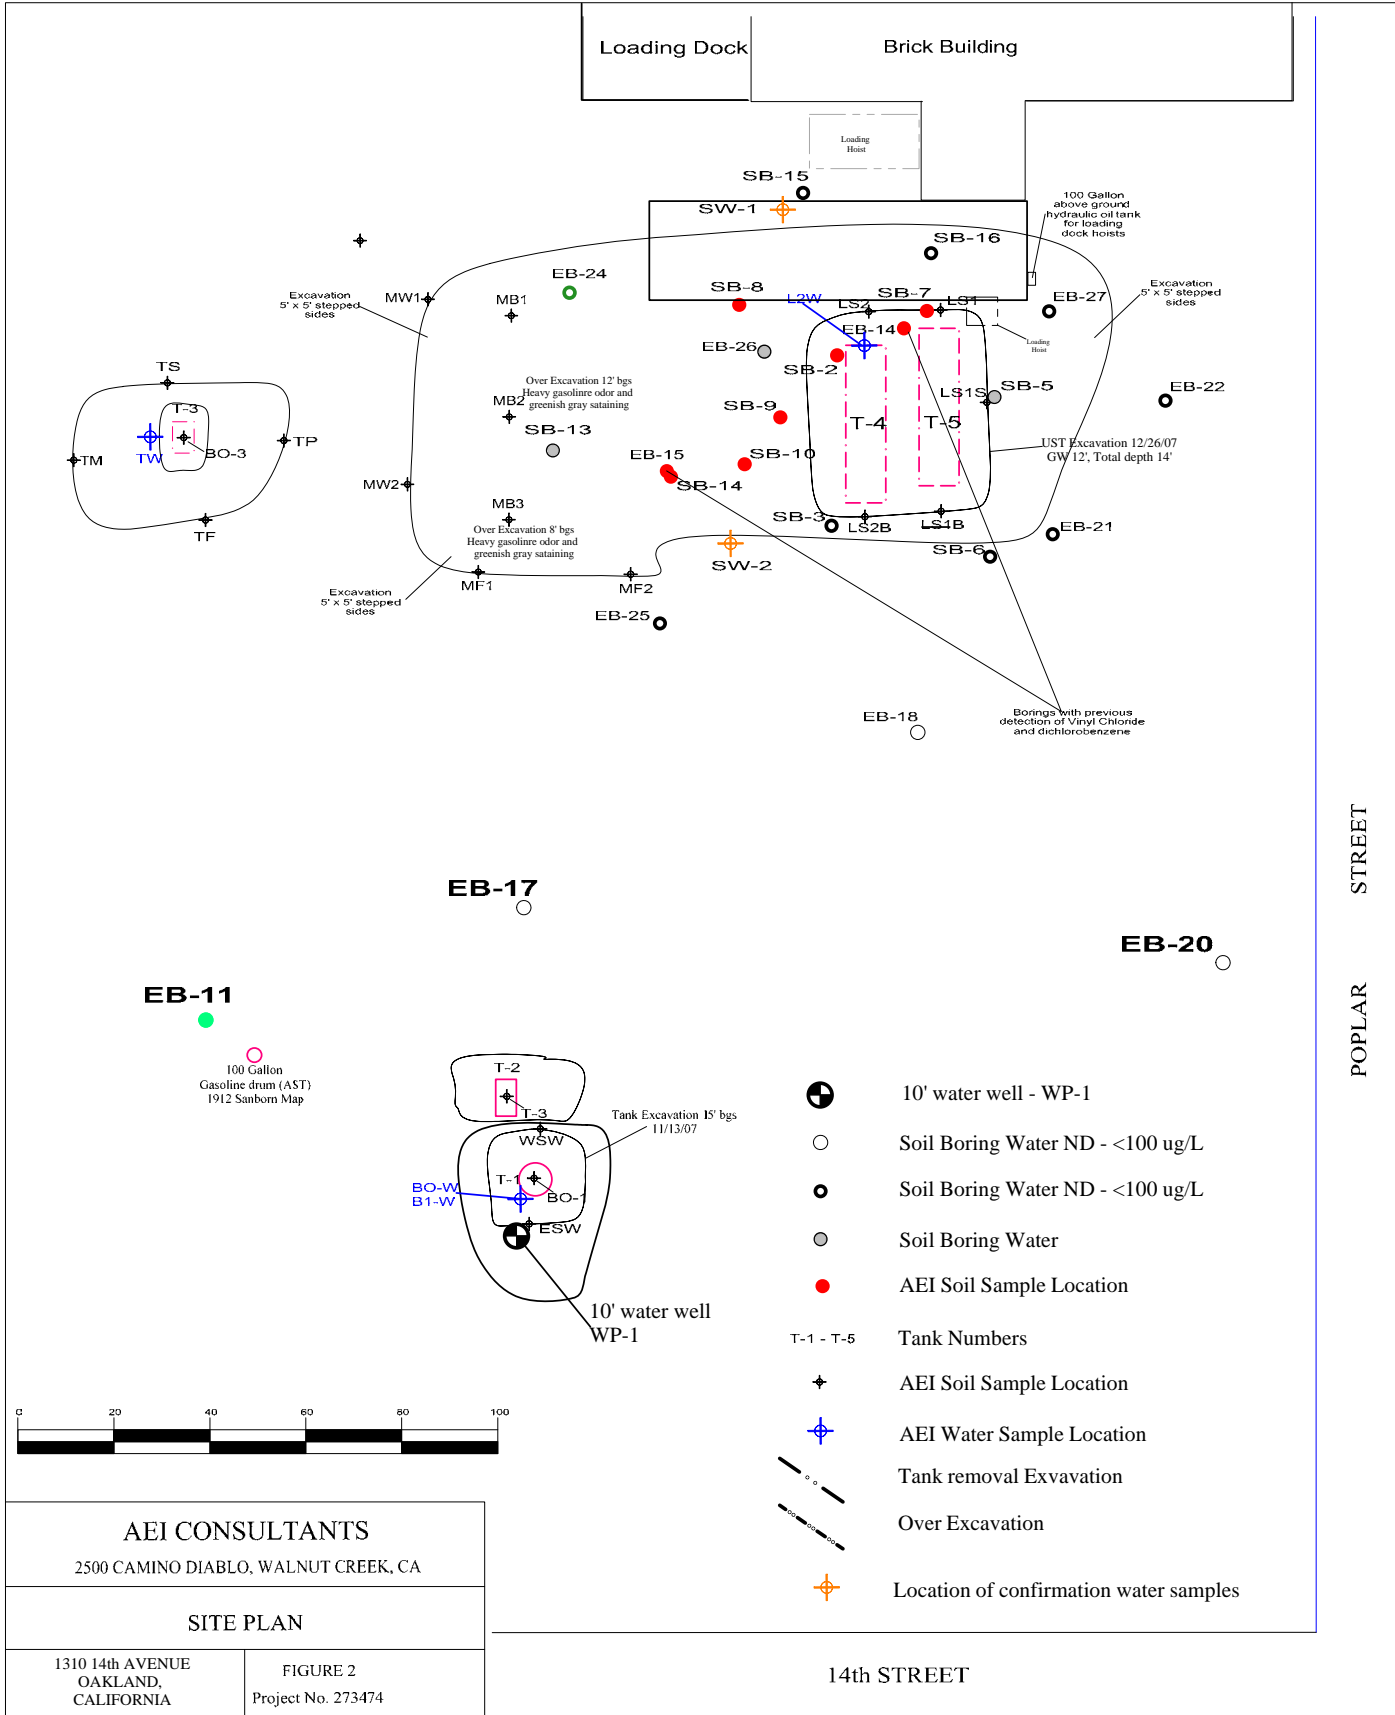 Loading Dock
Brick Building
Loading
Hoist
SB-15
SW-1
100 Gallon
above ground
hydraulic oil tank
for loading
dock hoists
SB-16
EB-24
Excavation
5' x 5' stepped
sides
MW1
MB1
SB-8
L2W
LS2
SB-7
LS1
EB-27
Excavation
5' x 5' stepped
sides
EB-14
Loading
Hoist
EB-26
SB-2
TS
T-3
Over Excavation 12' bgs
Heavy gasolinre odor and
greenish gray sataining
MB2
SB-9
LS1S
SB-5
EB-22
T-4
T-5
SB-13
TP
TW
BO-3
TM
EB-15
SB-10
UST Excavation 12/26/07
GW 12', Total depth 14'
MW2
SB-14
MB3
TF
Over Excavation 8' bgs
Heavy gasolinre odor and
greenish gray sataining
SB-3
LS2B
LS1B
EB-21
SB-6
SW-2
MF1
MF2
Excavation
5' x 5' stepped
sides
EB-25
EB-18
Borings with previous
detection of Vinyl Chloride
and dichlorobenzene
STREET
POPLAR
EB-17
EB-20
EB-11
100 Gallon
Gasoline drum (AST)
1912 Sanborn Map
T-2
T-3
Tank Excavation 15' bgs
11/13/07
WSW
T-1
BO-W
B1-W
BO-1
ESW
10' water well
WP-1
10' water well - WP-1
Soil Boring Water ND - <100 ug/L
Soil Boring Water ND - <100 ug/L
Soil Boring Water
AEI Soil Sample Location
T-1 - T-5 Tank Numbers
AEI Soil Sample Location
AEI Water Sample Location
Tank removal Exvavation
Over Excavation
Location of confirmation water samples
0 20 40 60 80 100
AEI CONSULTANTS
2500 CAMINO DIABLO, WALNUT CREEK, CA
SITE PLAN
1310 14th AVENUE
OAKLAND,
CALIFORNIA
FIGURE 2
Project No. 273474
14th STREET